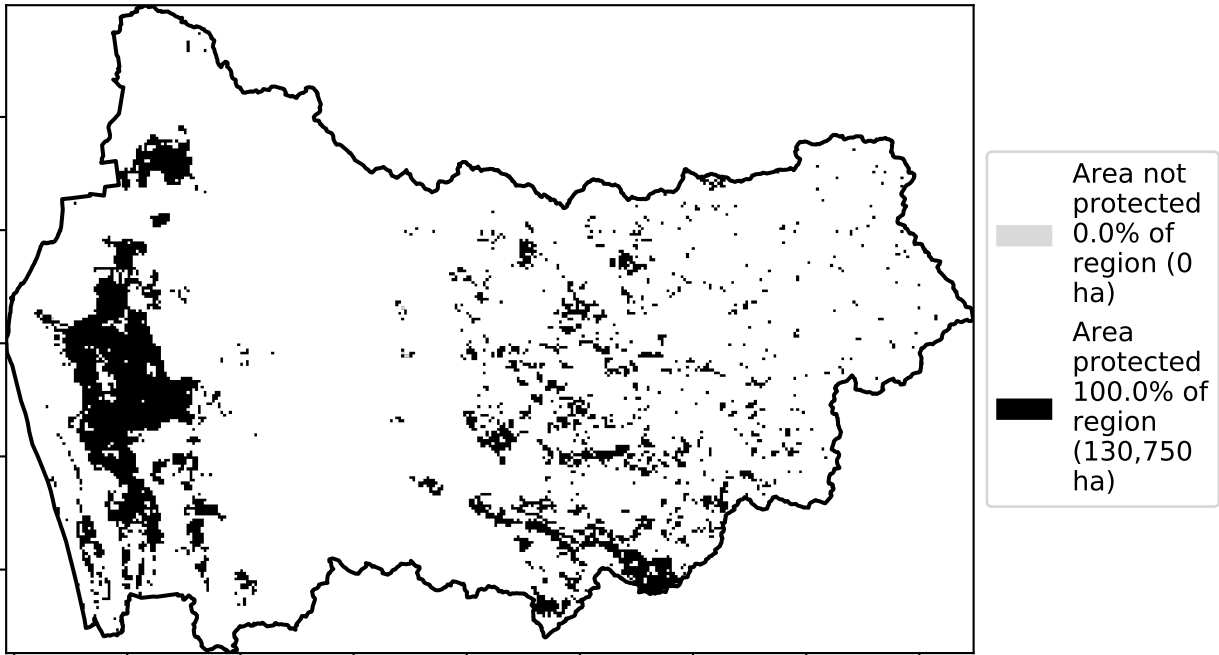 Area not
protected
0.0% of
region (0
ha)
Area
protected
100.0% of
region
(130,750
ha)